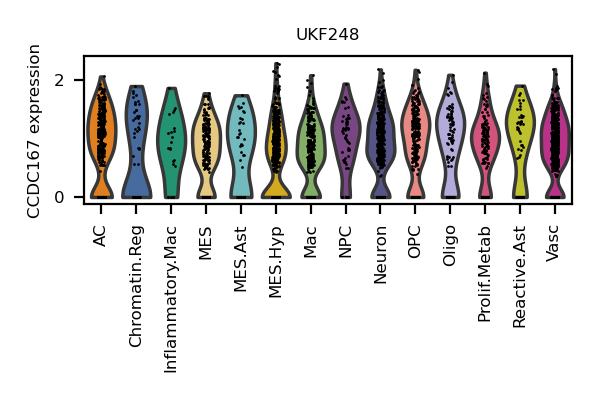 UKF248
CCDC167 expression
2
0
AC
Chromatin.Reg
Inflammatory.Mac
MES
MES.Ast
MES.Hyp
Mac
NPC
Neuron
OPC
Oligo
Prolif.Metab
Reactive.Ast
Vasc